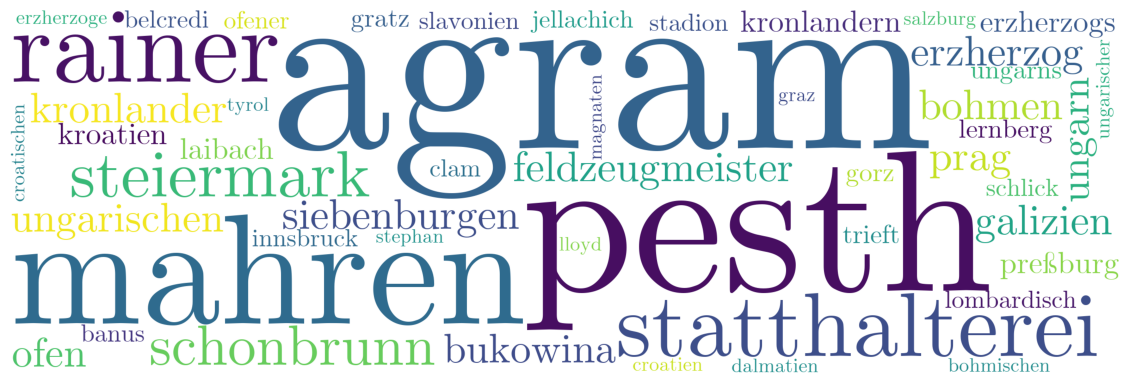 erzherzoge belcredi ofener gratz slavonien jellachich stadion kronlandern salzburg erzherzogs
rainer agram erzherzog
ungarns ungarischer
kronlander tyrol magnaten graz bohmen ungarn
croatischen kroatien laibach lernberg
steiermark clam feldzeugmeister gorz prag schlick
ungarischen siebenburgen pesth galizien
innsbruck stephan lloyd trieft
mahren preßburg
banus statthalterei lombardisch
ofen schonbrunn bukowina
croatien dalmatien bohmischen